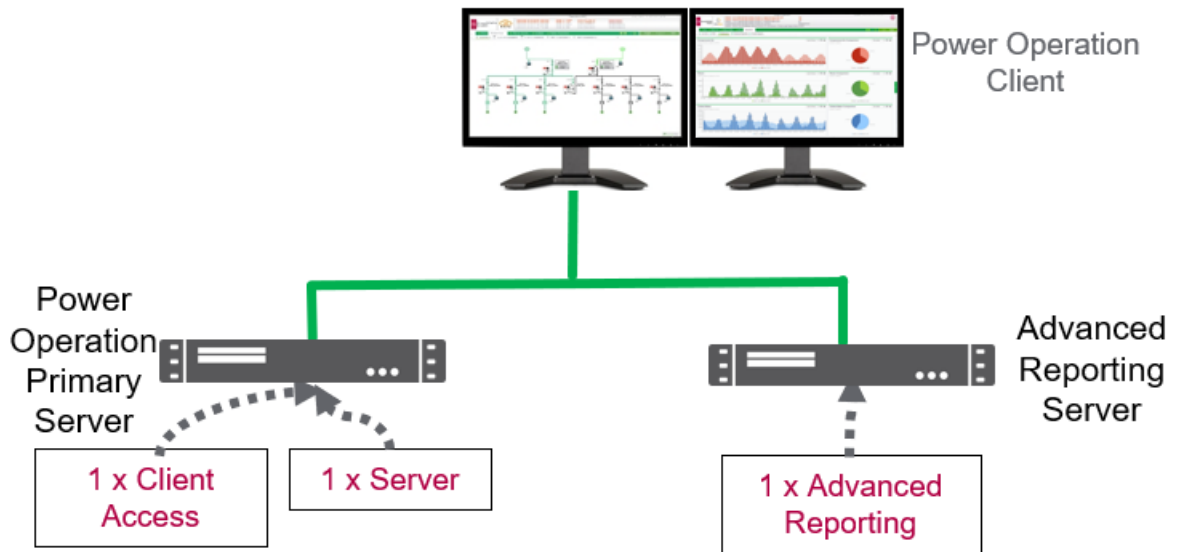 Power Operation
Client
Power
Operation
Primary
Server
Advanced
Reporting
Server
1 x Client
Access
1 x Server
1 x Advanced
Reporting